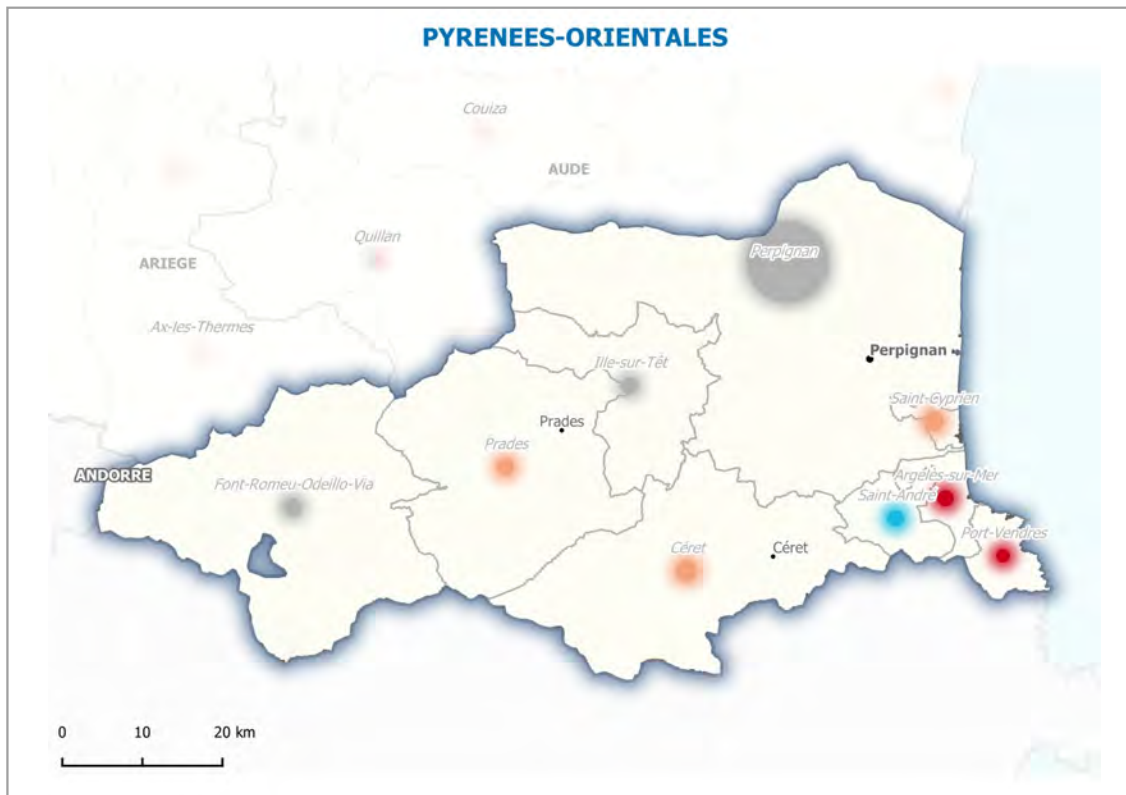 PYRENEES-ORIENTALES
Couiza
AUDE
Quillan
Perpignan
ARIEGE
Ax-les-Thermes
Perpignan
Ille-sur-Têt
Saint-Cyprien
Prades
Prades
Argelès-sur-Mer
ANDORRE
Font-Romeu-Odeillo-Via
Saint-André
Port-Vendres
Céret
Céret
0 10 20 km